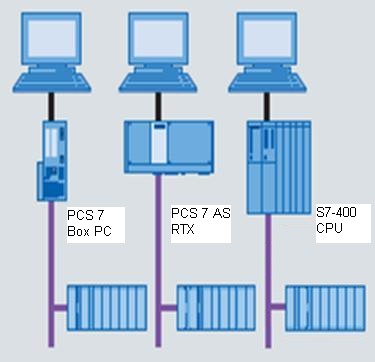 PCS 7
Box PC
PCS 7 AS
RTX
S7-400
CPU